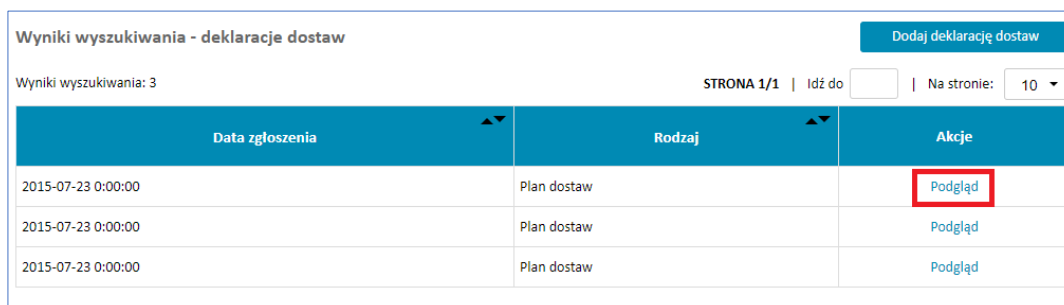 Wyniki wyszukiwania - deklaracje dostaw Dodaj deklarację dostaw
Wyniki wyszukiwania: 3 STRONA 1/1 | Idź do | Na stronie: 10
Data zgłoszenia Rodzaj Akcje
2015-07-23 0:00:00 Plan dostaw Podgląd
2015-07-23 0:00:00 Plan dostaw Podgląd
2015-07-23 0:00:00 Plan dostaw Podgląd